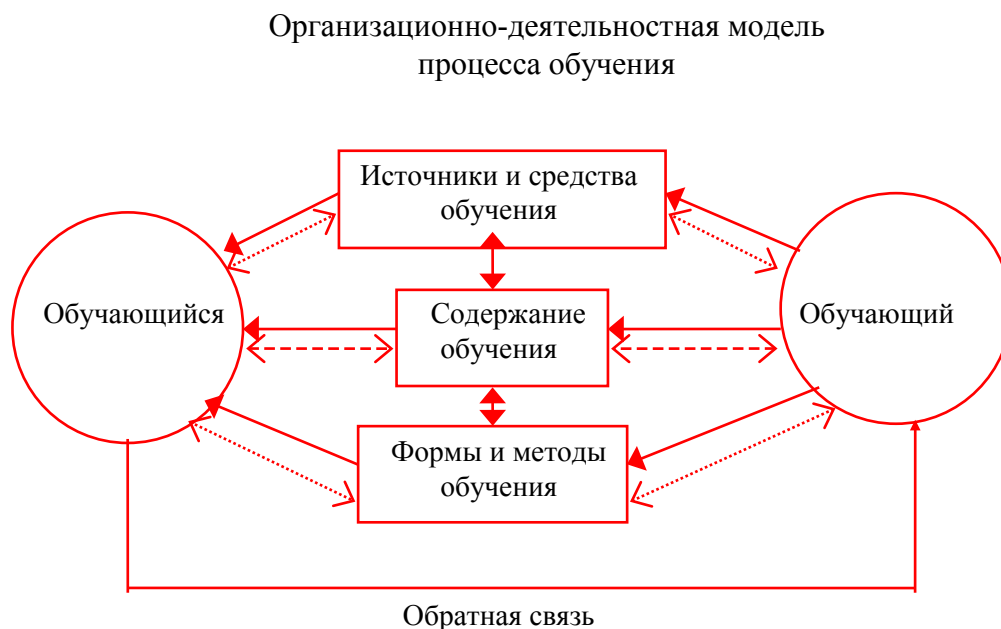 Организационно-деятельностная модель
процесса обучения
Источники и средства
обучения
Обучающийся
Содержание
обучения
Обучающий
Формы и методы
обучения
Обратная связь